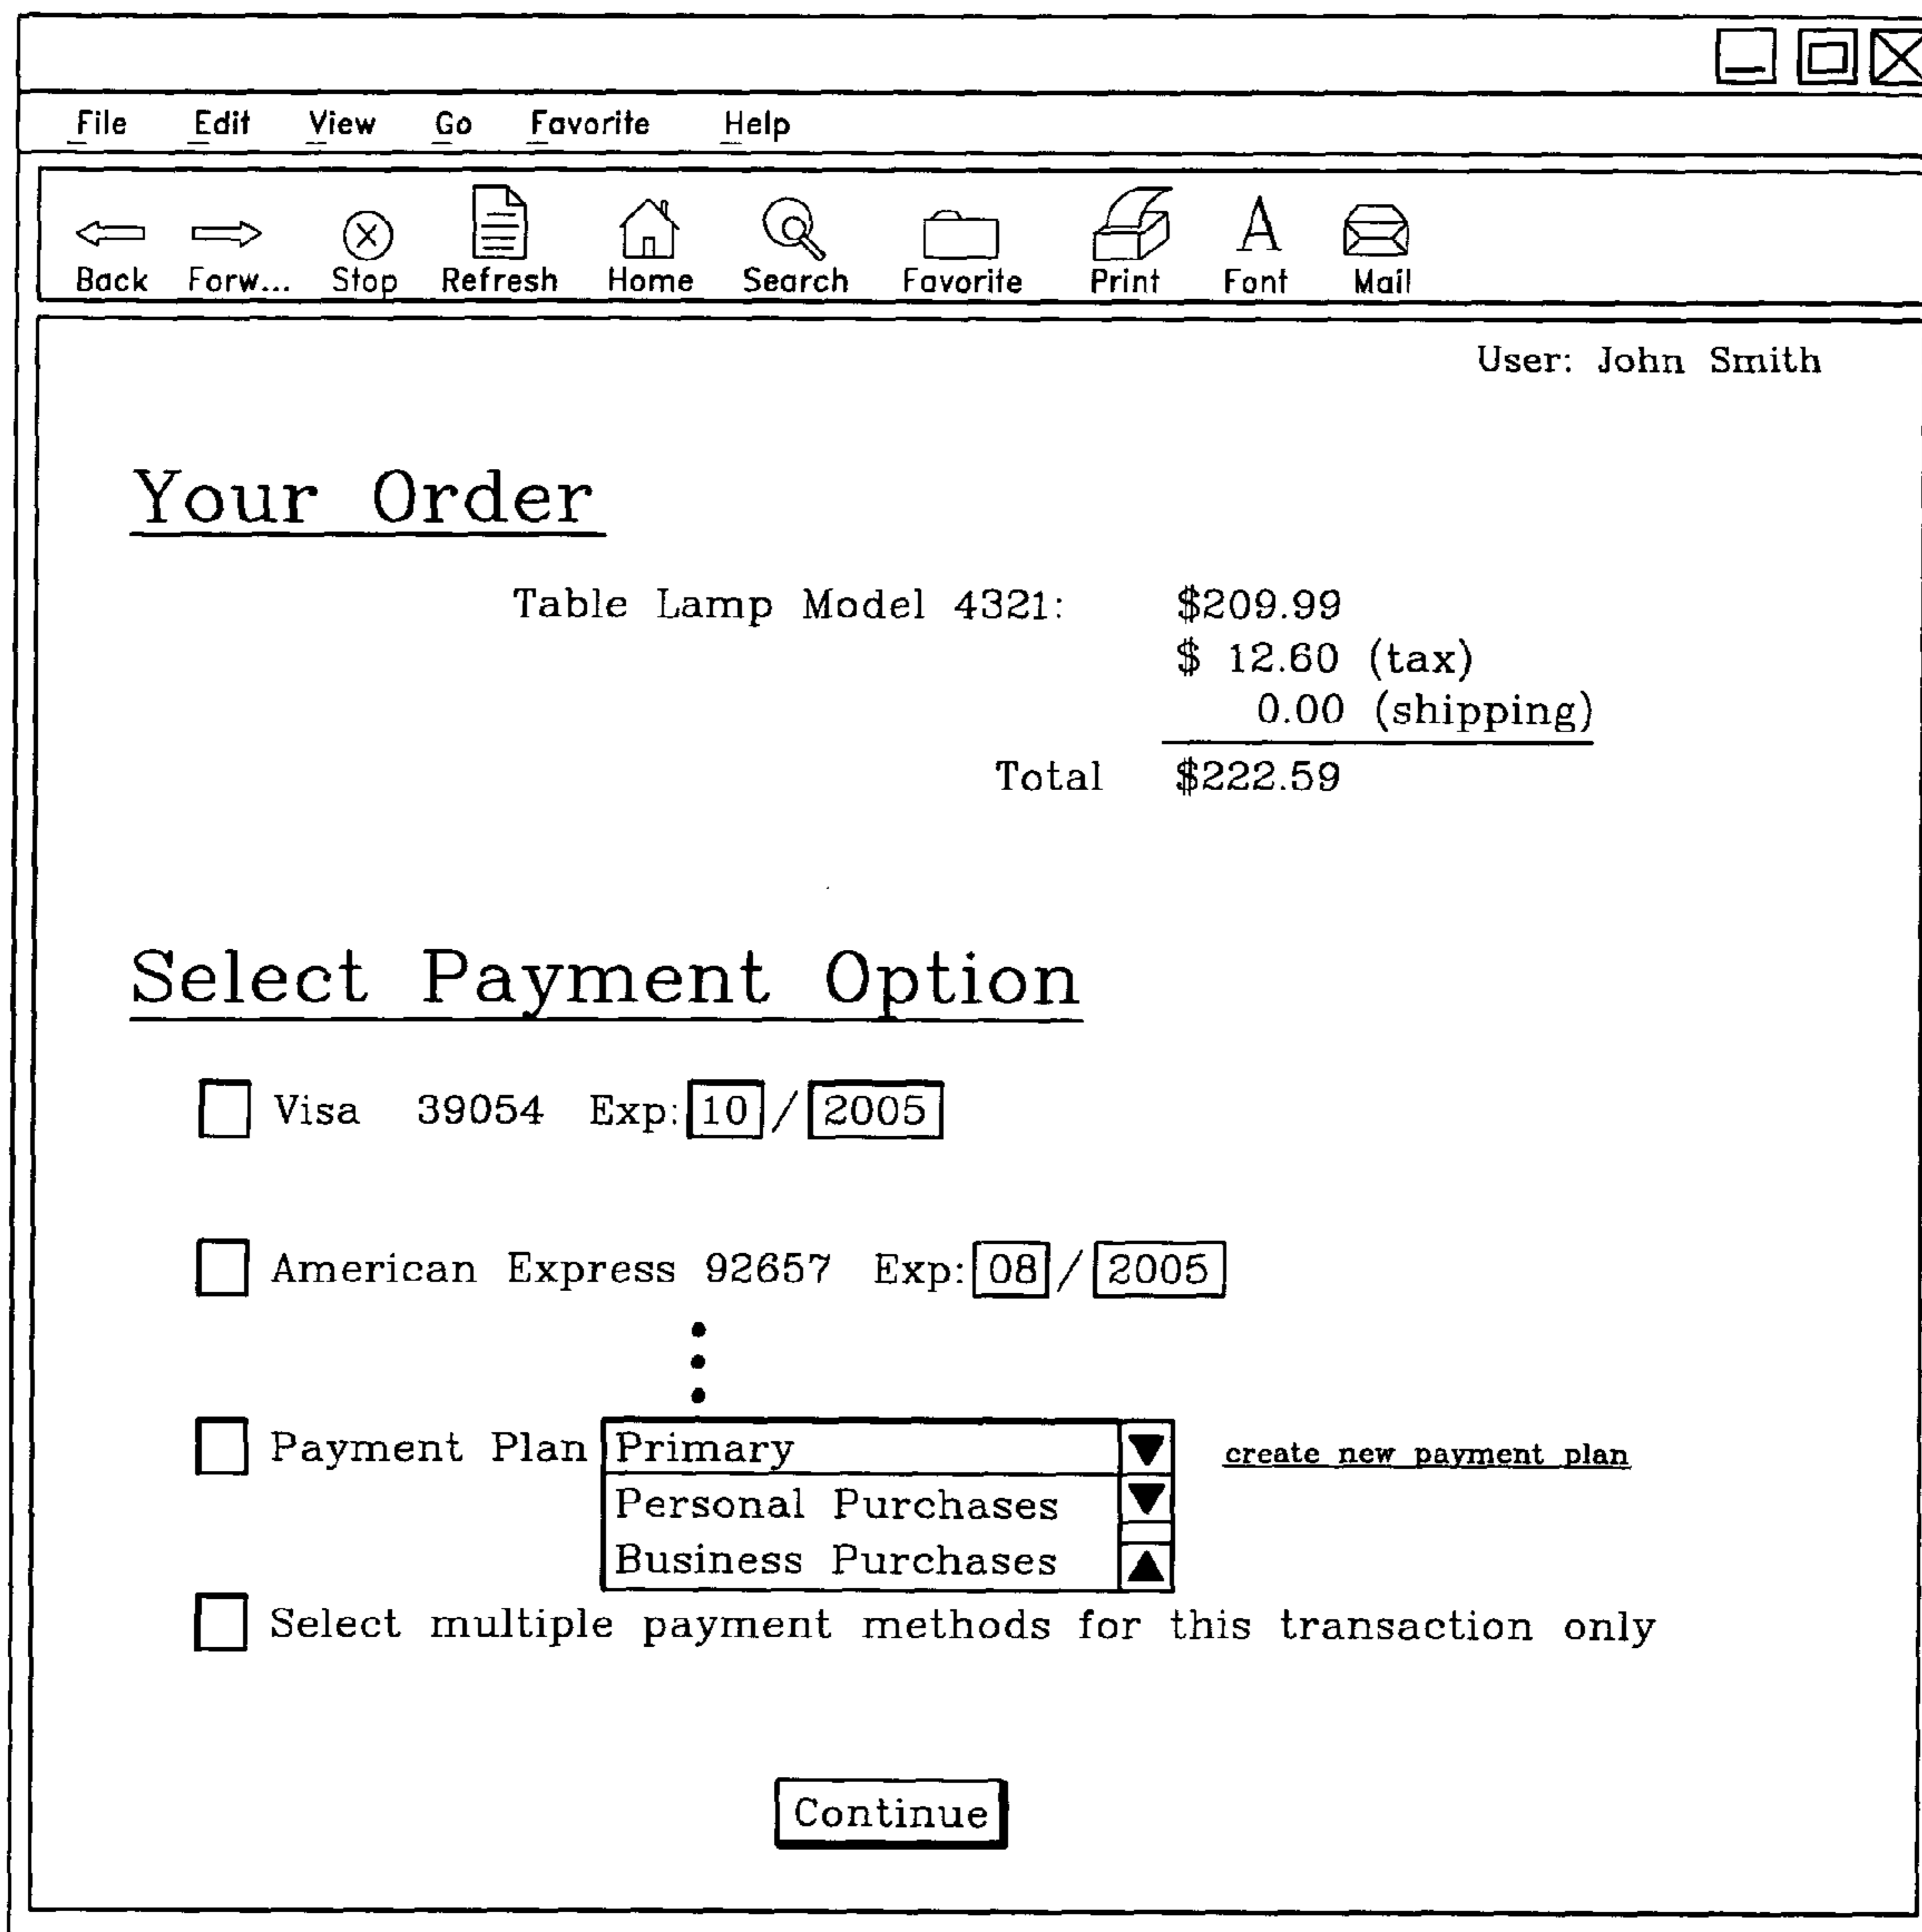 File Edit View Go Favorite Help
Back Forw... Stop Refresh Home Search Favorite Print A Font Mail
User: John Smith
Your Order
Table Lamp Model 4321: $209.99
$ 12.60 (tax)
0.00 (shipping)
Total $222.59
Select Payment Option
Visa 39054 Exp: 10 / 2005
American Express 92657 Exp: 08 / 2005
Payment Plan Primary create new payment plan
Personal Purchases
Business Purchases
Select multiple payment methods for this transaction only
Continue